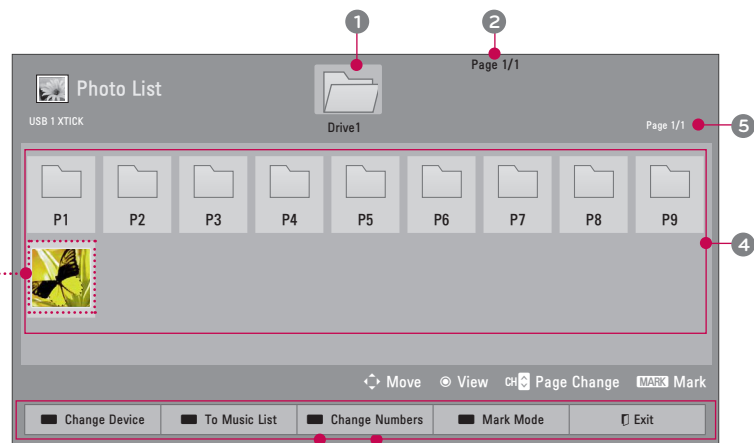 1 2
Page 1/1
Photo List
USB 1 XTICK
Drive1
Page 1/1 5
P1 P2 P3 P4 P5 P6 P7 P8 P9
4
Move View CH Page Change MARK Mark
Change Device To Music List Change Numbers Mark Mode Exit